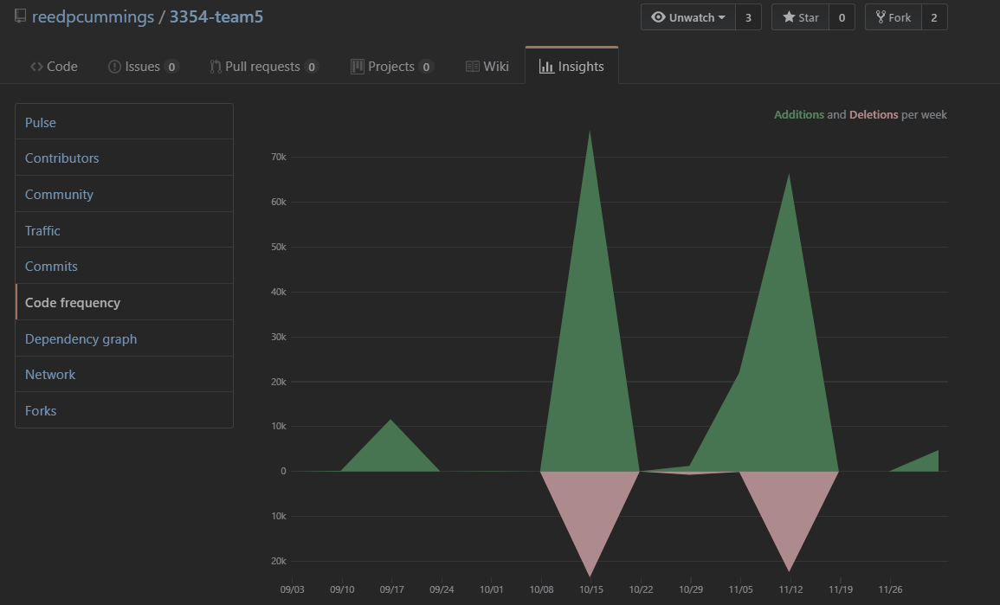 reedpcummings / 3354-team5
Unwatch 3 Star 0 Fork 2
Code Issues 0 Pull requests 0 Projects 0 Wiki Insights
Pulse
Contributors
Community
Traffic
Commits
Code frequency
Dependency graph
Network
Forks
Additions and Deletions per week
70k
60k
50k
40k
30k
20k
10k
0
10k
20k
09/03 09/10 09/17 09/24 10/01 10/08 10/15 10/22 10/29 11/05 11/12 11/19 11/26